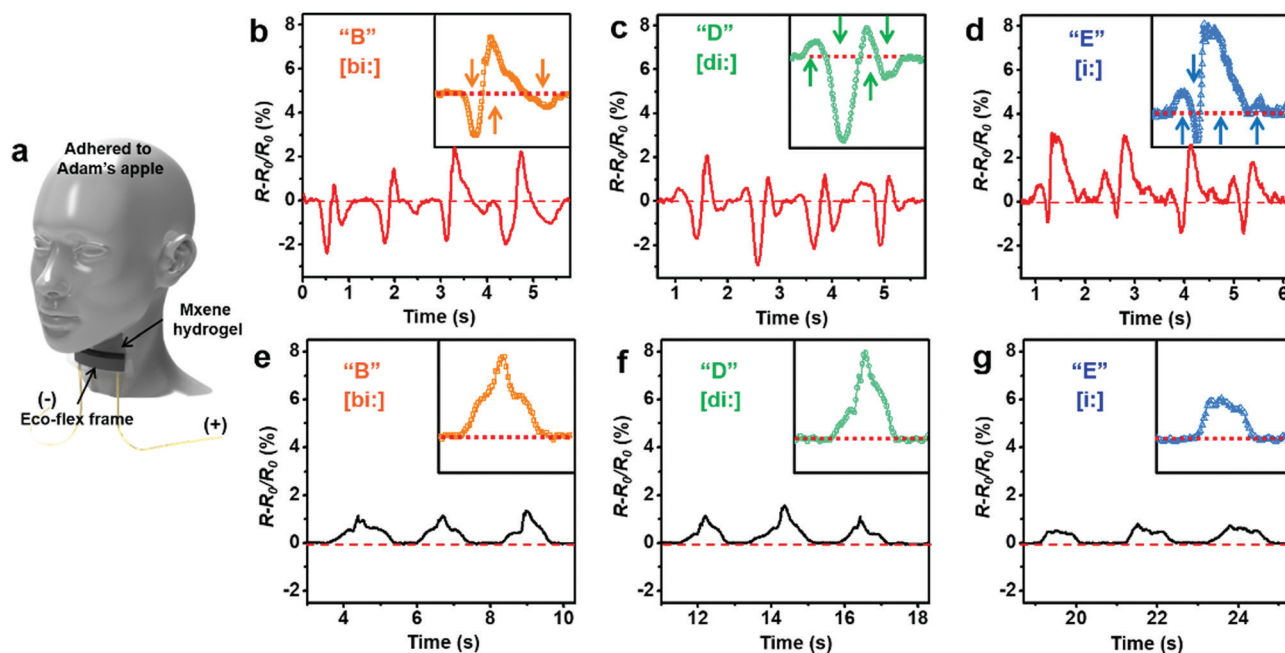 a
Adhered to
Adam's apple
Mxene
hydrogel
(-)
Eco-flex frame
(+)
b
"B"
[bi:]
R-R0/R0 (%)
8
6
4
2
0
-2
0 1 2 3 4 5
Time (s)
c
"D"
[di:]
R-R0/R0 (%)
8
6
4
2
0
-2
1 2 3 4 5
Time (s)
d
"E"
[i:]
R-R0/R0 (%)
8
6
4
2
0
-2
1 2 3 4 5 6
Time (s)
e
"B"
[bi:]
R-R0/R0 (%)
8
6
4
2
0
-2
4 6 8 10
Time (s)
f
"D"
[di:]
R-R0/R0 (%)
8
6
4
2
0
-2
12 14 16 18
Time (s)
g
"E"
[i:]
R-R0/R0 (%)
8
6
4
2
0
-2
20 22 24
Time (s)